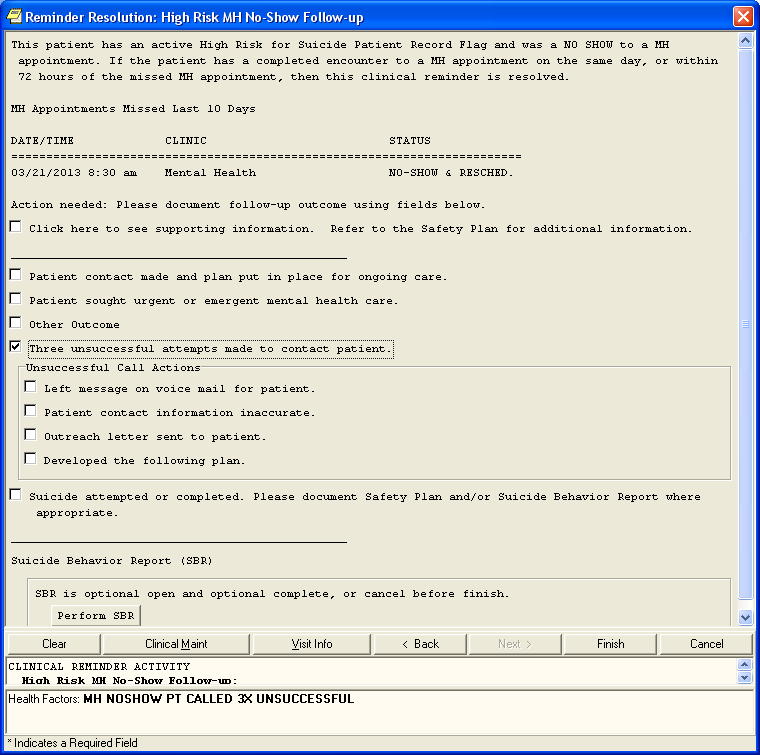 Reminder Resolution: High Risk MH No-Show Follow-up
This patient has an active High Risk for Suicide Patient Record Flag and was a NO SHOW to a MH
appointment. If the patient has a completed encounter to a MH appointment on the same day, or within
72 hours of the missed MH appointment, then this clinical reminder is resolved.
MH Appointments Missed Last 10 Days
DATE/TIME CLINIC STATUS
=========================================================================
03/21/2013 8:30 am Mental Health NO-SHOW & RESCHED.
Action needed: Please document follow-up outcome using fields below.
Click here to see supporting information. Refer to the Safety Plan for additional information.
Patient contact made and plan put in place for ongoing care.
Patient sought urgent or emergent mental health care.
Other Outcome
Three unsuccessful attempts made to contact patient.
Unsuccessful Call Actions
Left message on voice mail for patient.
Patient contact information inaccurate.
Outreach letter sent to patient.
Developed the following plan.
Suicide attempted or completed. Please document Safety Plan and/or Suicide Behavior Report where
appropriate.
Suicide Behavior Report (SBR)
SBR is optional open and optional complete, or cancel before finish.
Perform SBR
Clear Clinical Maint Visit Info < Back Next > Finish Cancel
CLINICAL REMINDER ACTIVITY
High Risk MH No-Show Follow-up:
Health Factors: MH NOSHOW PT CALLED 3X UNSUCCESSFUL
* Indicates a Required Field